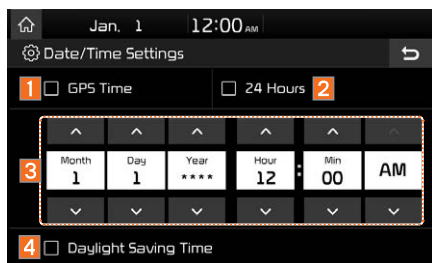 Jan. 1 12:00 AM
Date/Time Settings
1 GPS Time 24 Hours 2
3
Month Day Year Hour Min
1 1 **** 12 : 00 AM
4 Daylight Saving Time